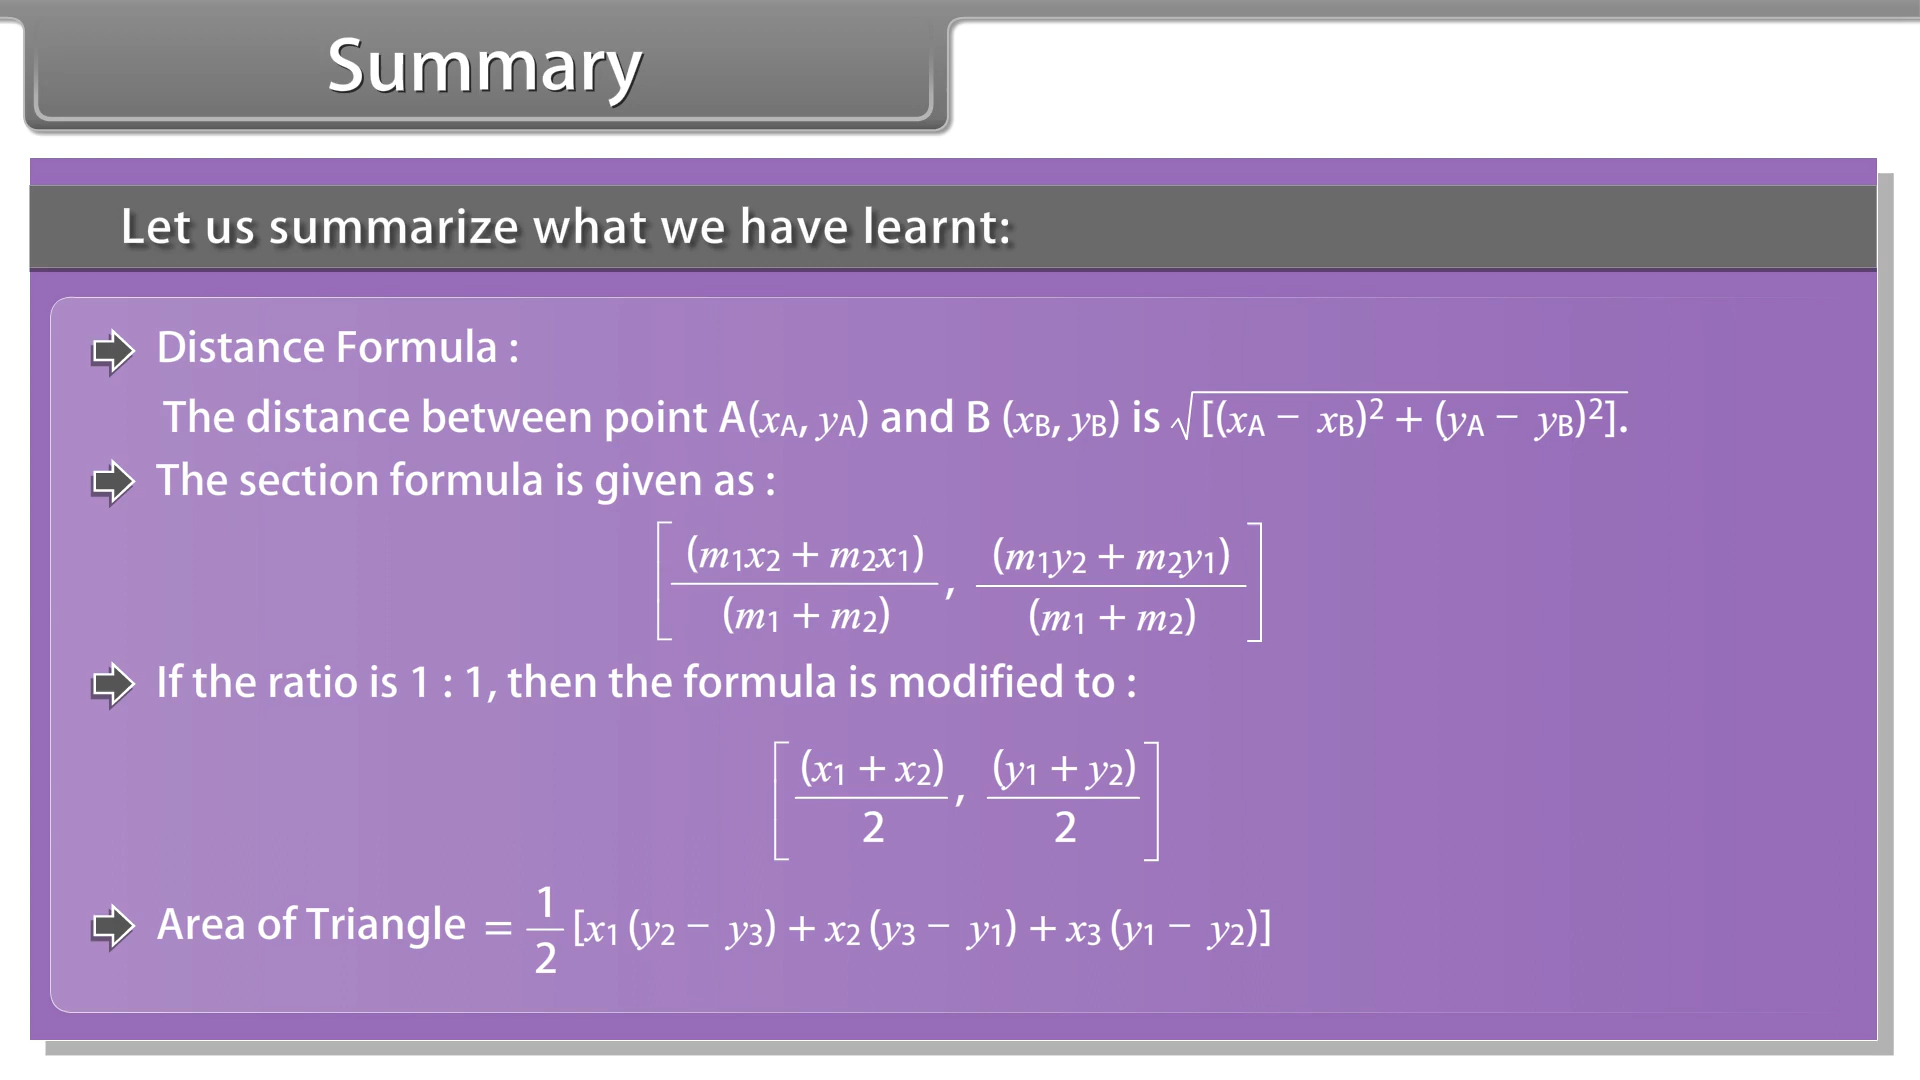 Summary
Let us summarize what we have learnt:
Distance Formula :
The distance between point A(xA, yA) and B (xB, yB) is √[(xA − xB)² + (yA − yB)²].
The section formula is given as :
[(m1x2 + m2x1)/(m1 + m2), (m1y2 + m2y1)/(m1 + m2)]
If the ratio is 1 : 1, then the formula is modified to :
[(x1 + x2)/2, (y1 + y2)/2]
Area of Triangle = 1/2 [x1 (y2 − y3) + x2 (y3 − y1) + x3 (y1 − y2)]